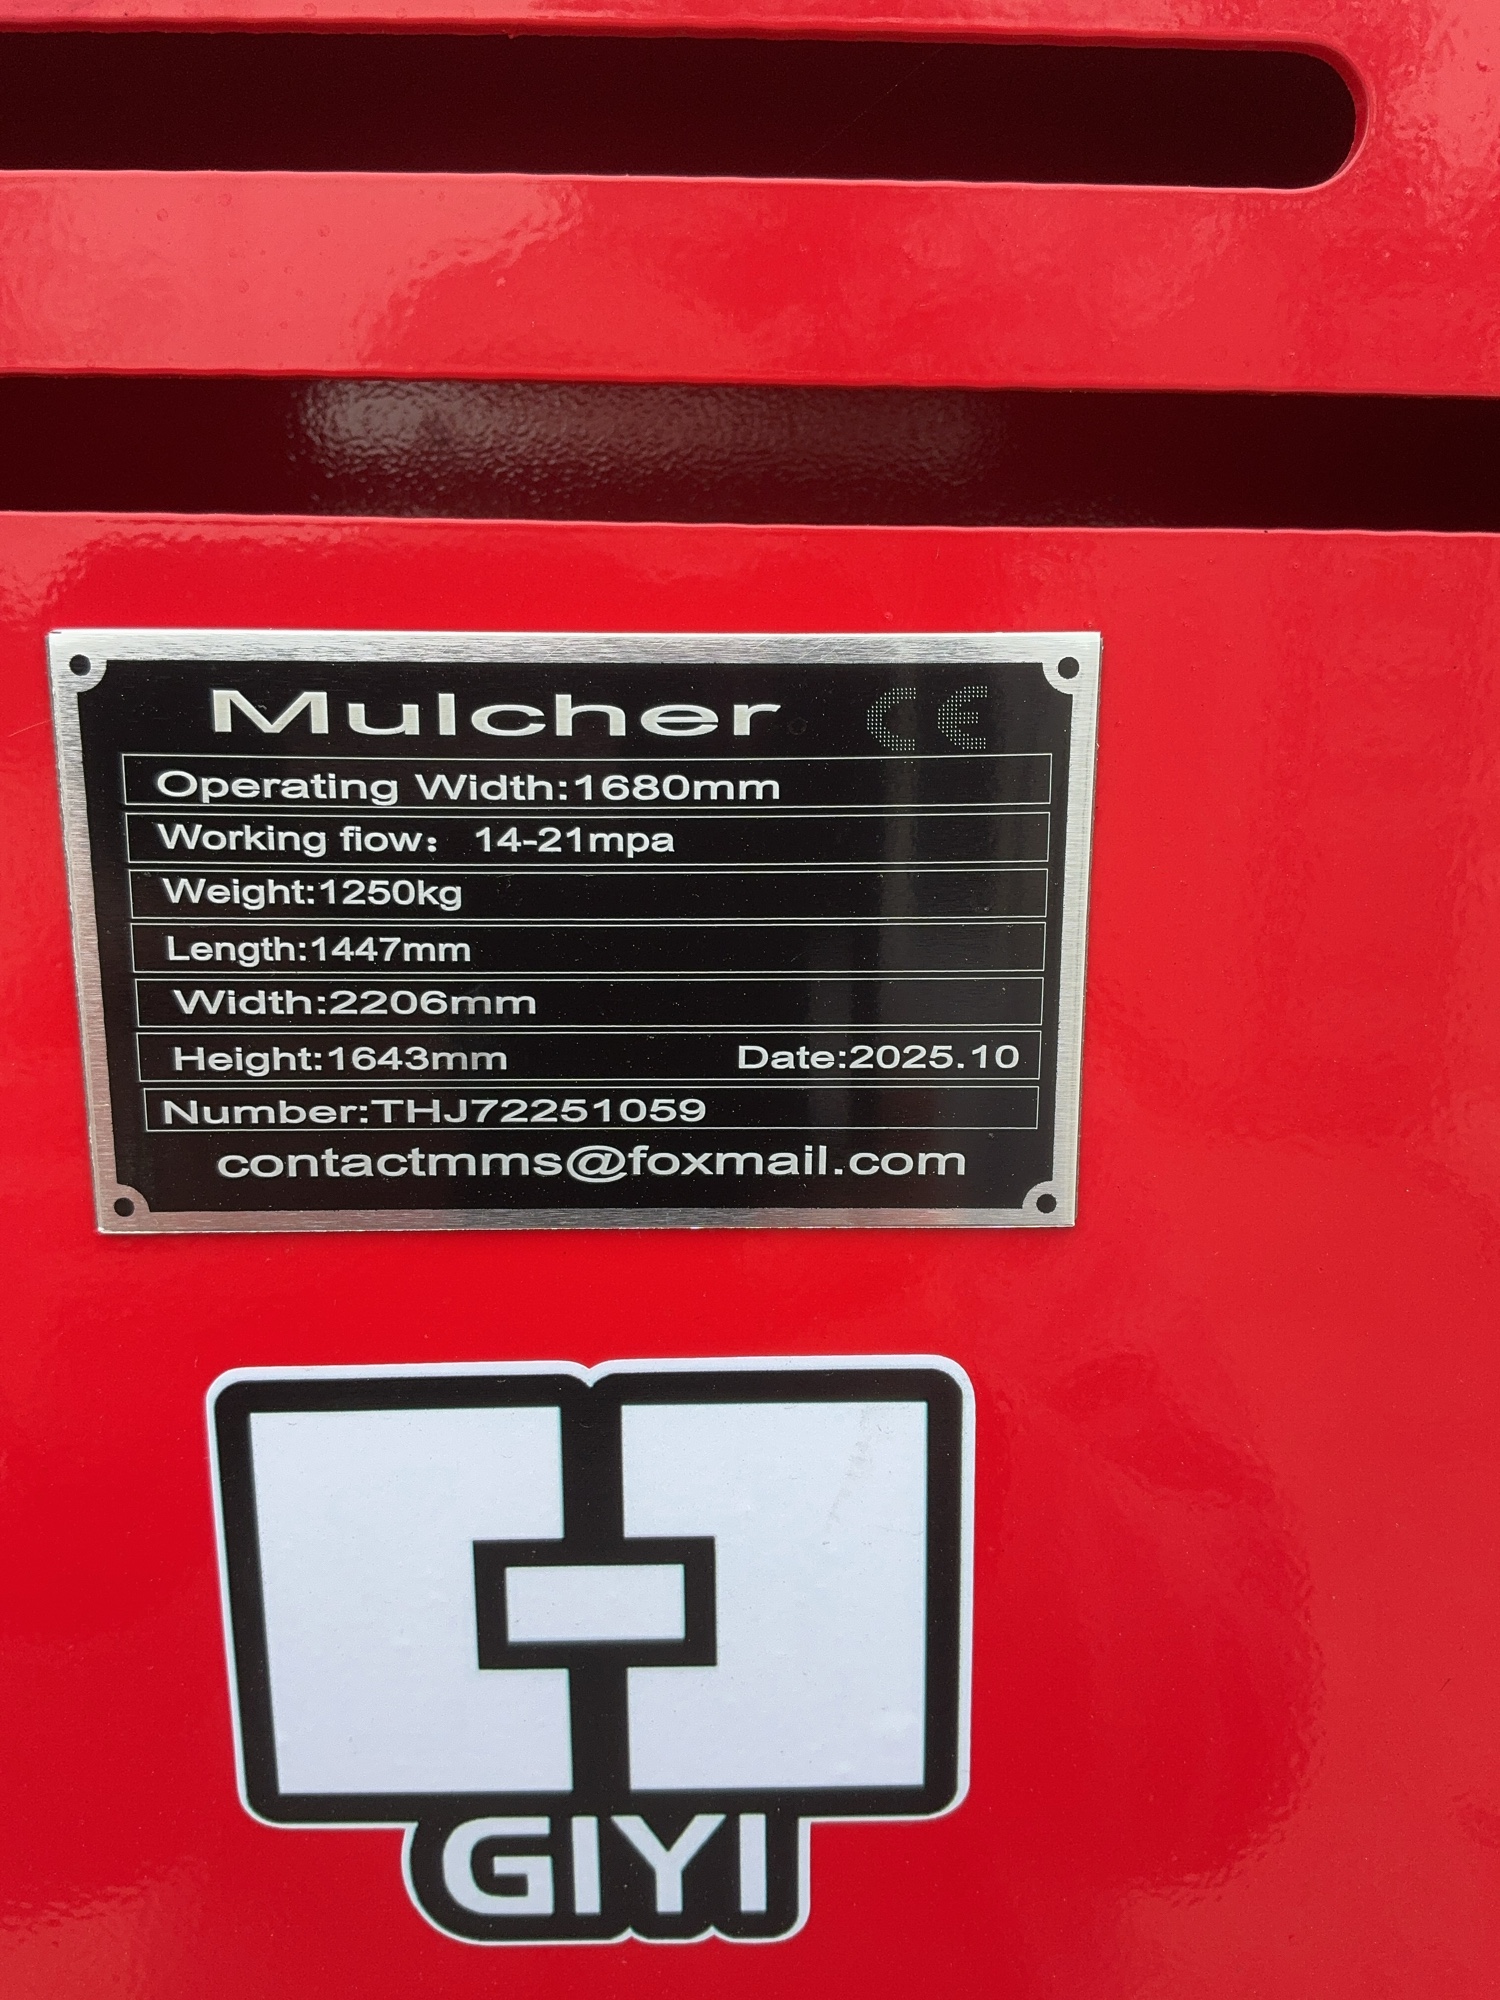 Mulcher CE
Operating Width:1680mm
Working fiow： 14-21mpa
Weight:1250kg
Length:1447mm
Width:2206mm
Height:1643mm Date:2025.10
Number:THJ72251059
contactmms@foxmail.com
GIYI